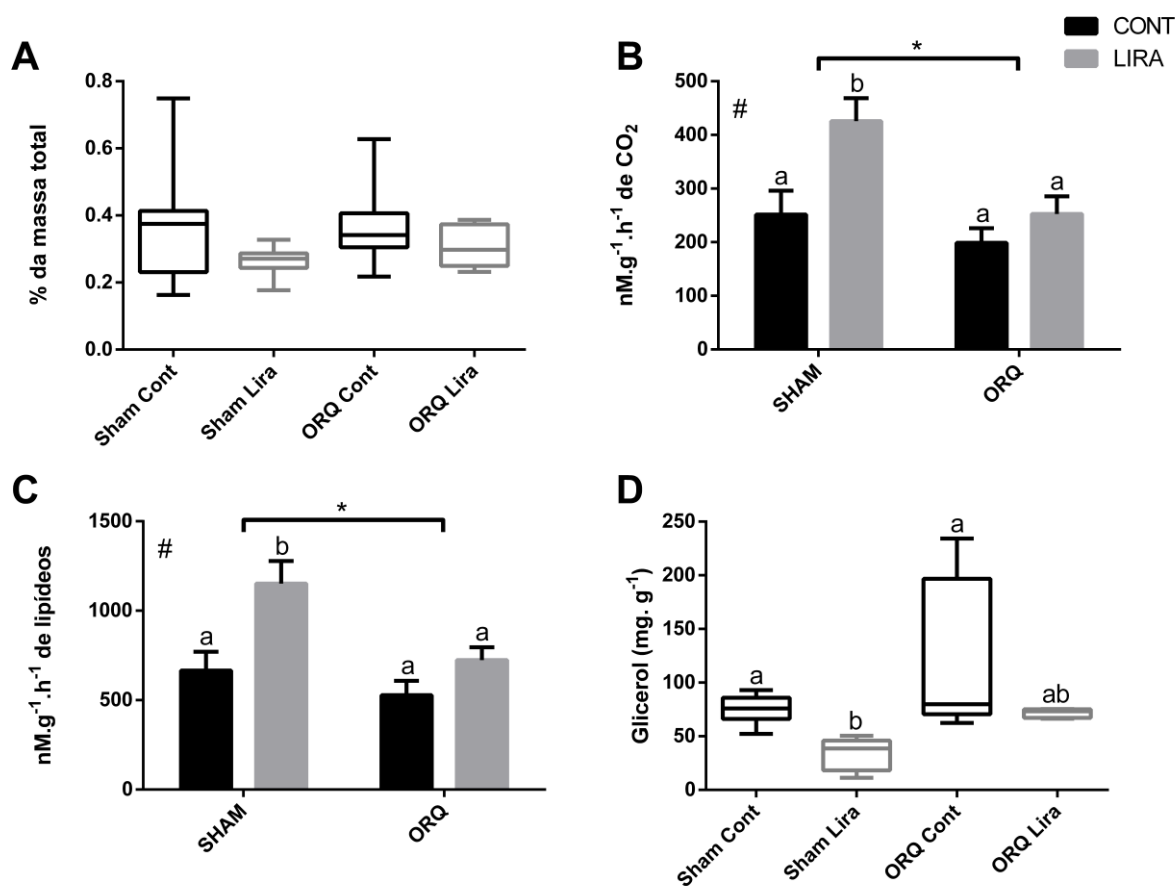 CONT
LIRA
A
% da massa total
0.8
0.6
0.4
0.2
0.0
Sham Cont
Sham Lira
ORQ Cont
ORQ Lira
B
nM.g⁻¹.h⁻¹ de CO₂
500
400
300
200
100
0
#
*
a
b
a
a
SHAM
ORQ
C
nM.g⁻¹.h⁻¹ de lipídeos
1500
1000
500
0
#
*
a
b
a
a
SHAM
ORQ
D
Glicerol (mg. g⁻¹)
250
200
150
100
50
0
a
b
a
ab
Sham Cont
Sham Lira
ORQ Cont
ORQ Lira